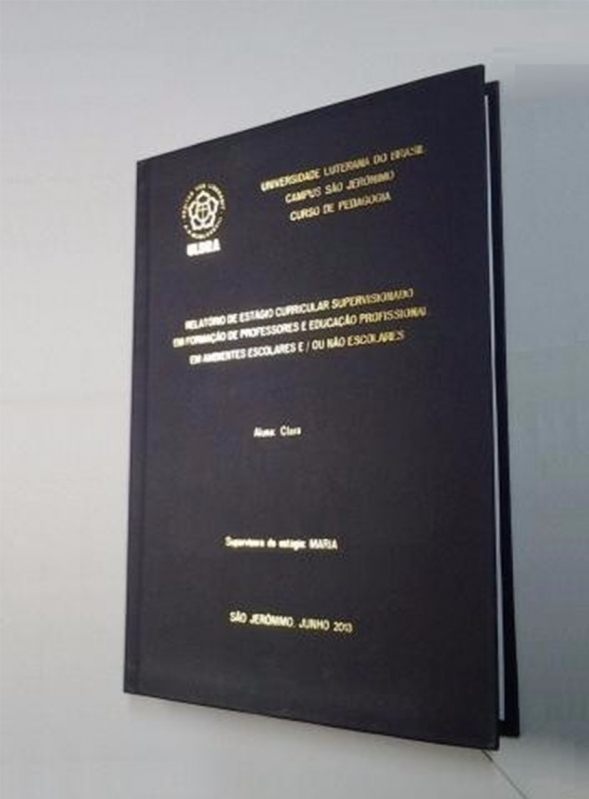 UNIVERSIDADE LUTERANA DO BRASIL
CAMPUS SÃO JERÔNIMO
CURSO DE PEDAGOGIA
ULBRA
RELATÓRIO DE ESTÁGIO CURRICULAR SUPERVISIONADO
EM FORMAÇÃO DE PROFESSORES E EDUCAÇÃO PROFISSIONAL
EM AMBIENTES ESCOLARES E / OU NÃO ESCOLARES
Aluna: Clara
Supervisora do estágio: MARIA
SÃO JERÔNIMO, JUNHO 2013